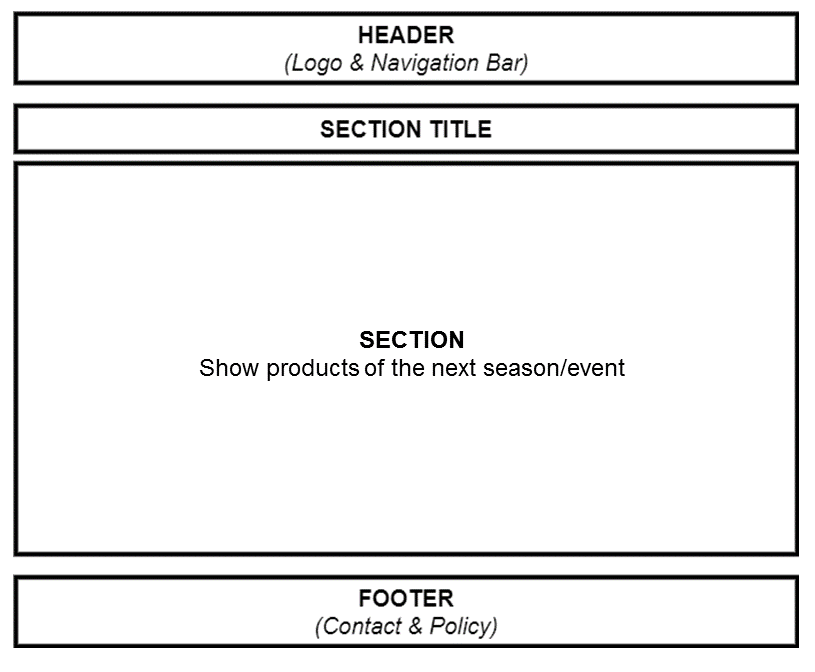 HEADER
(Logo & Navigation Bar)
SECTION TITLE
SECTION
Show products of the next season/event
FOOTER
(Contact & Policy)